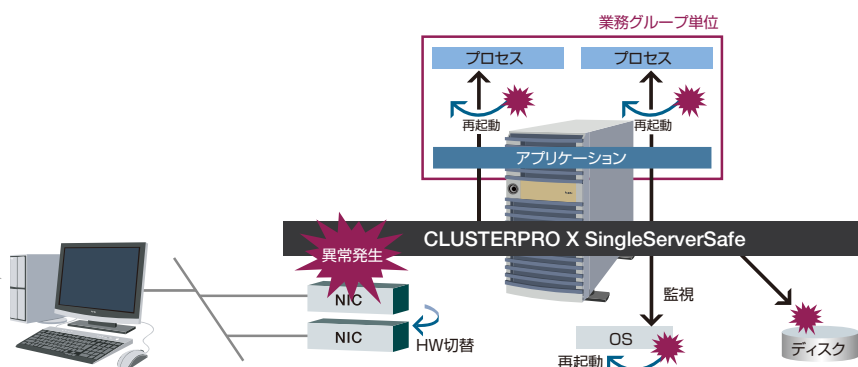 業務グループ単位
プロセス
プロセス
再起動
再起動
アプリケーション
CLUSTERPRO X SingleServerSafe
異常発生
NIC
NIC
HW切替
監視
OS
再起動
ディスク